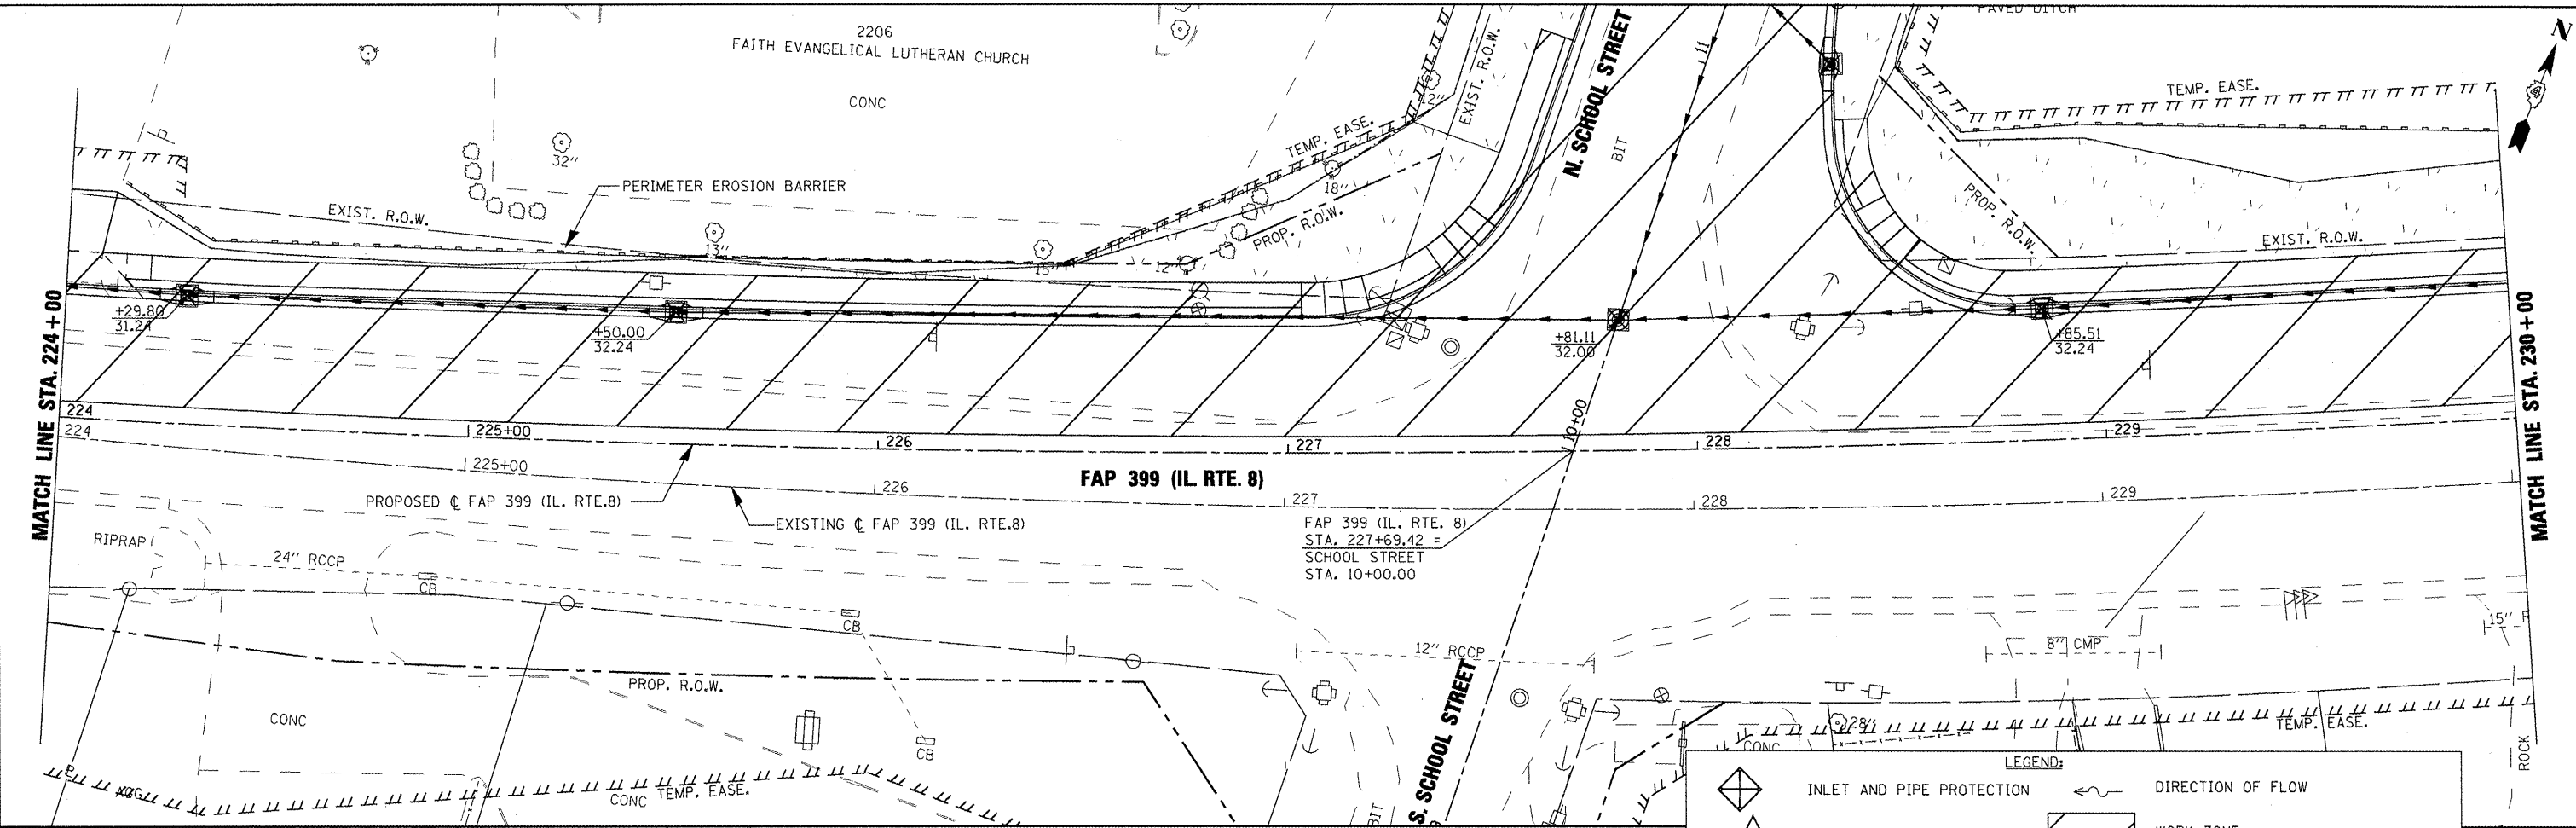 2206
FAITH EVANGELICAL LUTHERAN CHURCH
CONC
PAVED DITCH
N
4
TEMP. EASE.
EXIST. R.O.W.
N. SCHOOL STREET
11
BIT
12"
TEMP. EASE.
32"
PERIMETER EROSION BARRIER
18"
PROP. R.O.W.
PROP. R.O.W.
EXIST. R.O.W.
EXIST. R.O.W.
13"
15"
12"
MATCH LINE STA. 224+00
+29.80
31.24
+50.00
32.24
+81.11
32.00
+85.51
32.24
MATCH LINE STA. 230+00
224
225+00
226
227
10+00
228
229
224
225+00
226
227
228
229
FAP 399 (IL. RTE. 8)
PROPOSED ℄ FAP 399 (IL. RTE.8)
EXISTING ℄ FAP 399 (IL. RTE.8)
FAP 399 (IL. RTE. 8)
STA. 227+69.42 =
SCHOOL STREET
STA. 10+00.00
RIPRAP
24" RCCP
CB
CB
CB
12" RCCP
8" CMP
15"
PROP. R.O.W.
CONC
S. SCHOOL STREET
28"
TEMP. EASE.
CONC
CONC TEMP. EASE.
BIT
ROCK
LEGEND:
INLET AND PIPE PROTECTION
DIRECTION OF FLOW
WORK ZONE